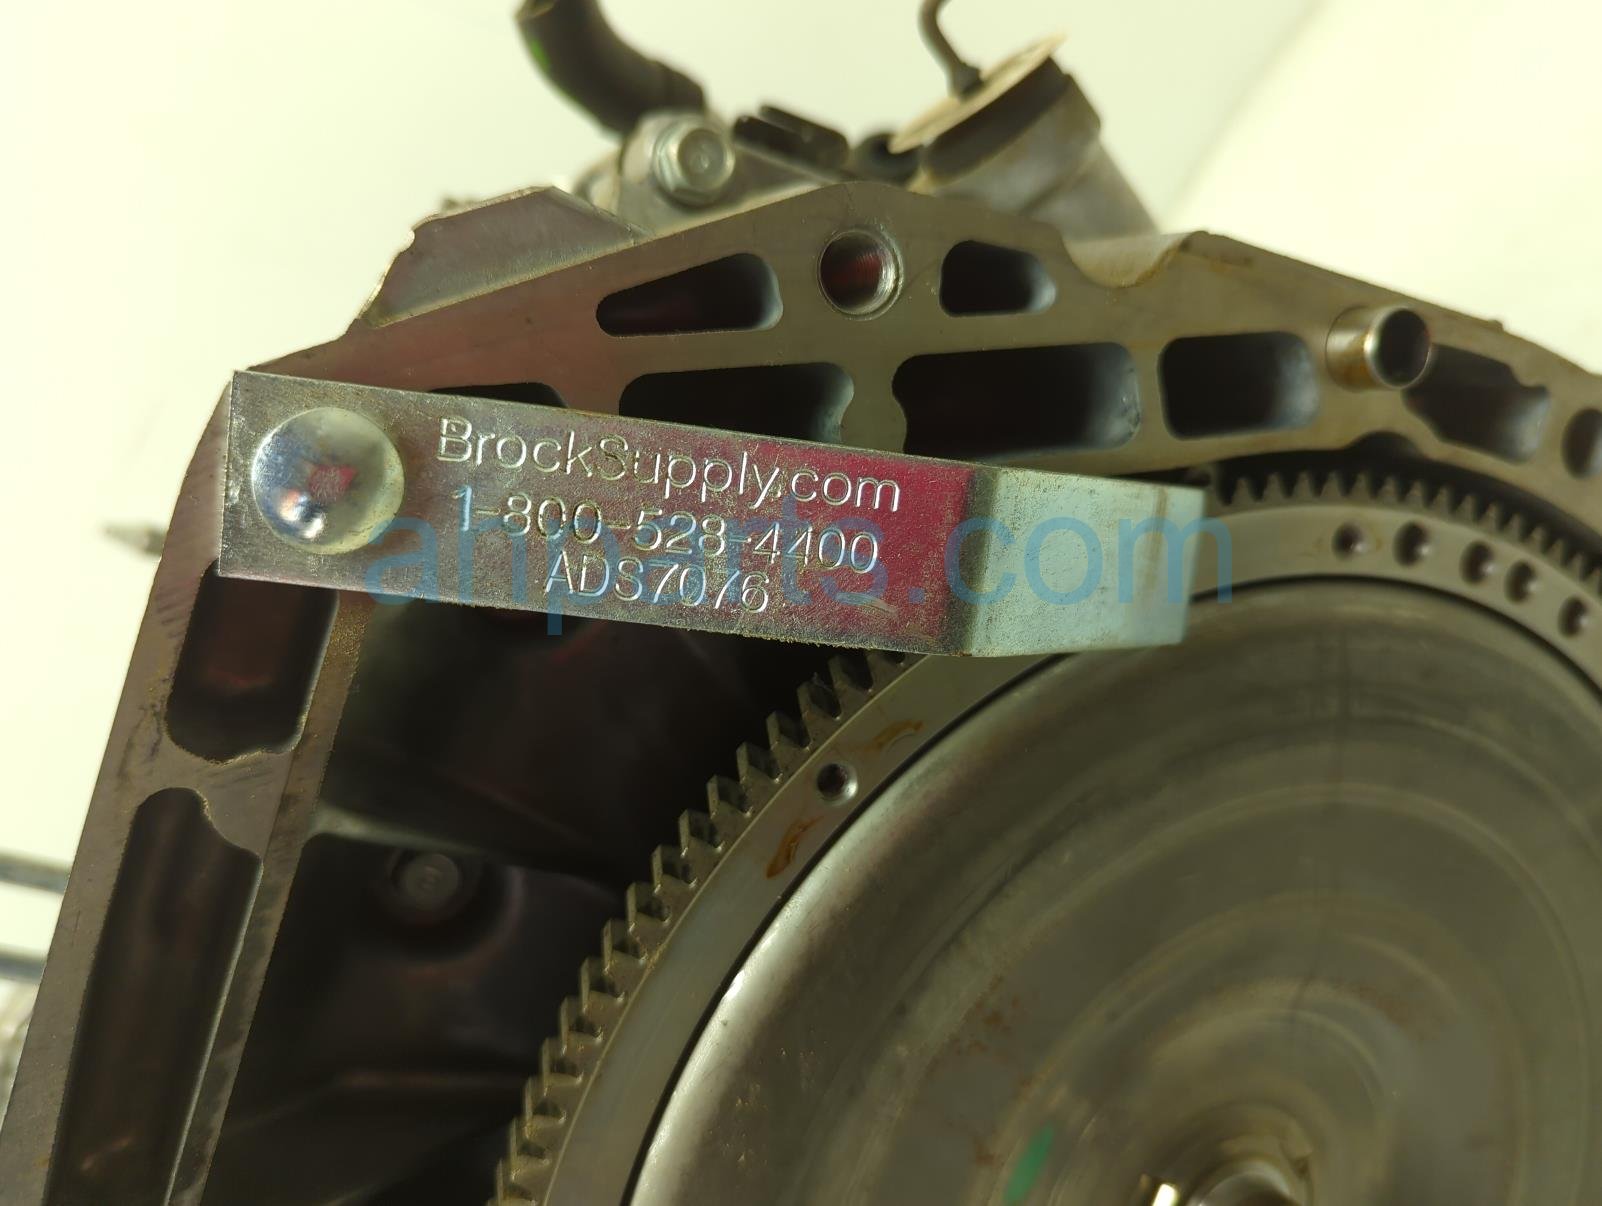 BrockSupply.com
1-800-528-4400
ADS7076
ahparts.com